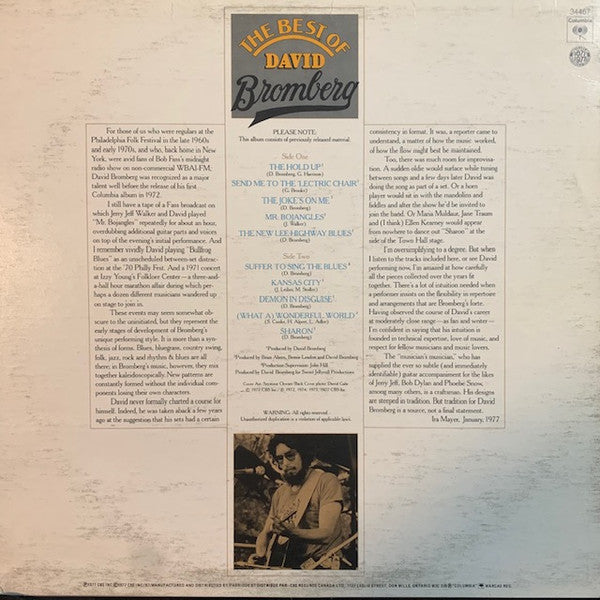 34467
Columbia
THE BEST OF
DAVID
Bromberg
For those of us who were regulars at the
Philadelphia Folk Festival in the late 1960s
and early 1970s, and who, back home in New
York, were avid fans of Bob Fass's midnight
radio show on non-commercial WBAI-FM,
David Bromberg was recognized as a major
talent well before the release of his first
Columbia album in 1972.
I still have a tape of a Fass broadcast
on which Jerry Jeff Walker and David played
"Mr. Bojangles" repeatedly for about an hour,
overdubbing additional guitar parts and voices
on top of the evening's initial performance. And
I remember vividly David playing "Bullfrog
Blues" as an unscheduled between-set dis-
traction at the '70 Philly Fest. And a 1971 concert
at Izzy Young's Folklore Center—a three-and-
a-half hour marathon affair during which per-
haps a dozen different musicians wandered up
on stage to join in.
These events may seem somewhat ob-
scure to the uninitiated, but they represent the
early stages of development of Bromberg's
unique performing style. It is more than a syn-
thesis of forms. Blues, bluegrass, country swing,
folk, jazz, rock and rhythm & blues are all
there; in Bromberg's music, however, they mix
together kaleidoscopically. New patterns are
constantly formed without the individual com-
ponents losing their own characters.
David never formally charted a course for
himself. Indeed, he was taken aback a few years
ago at the suggestion that his sets had a certain
PLEASE NOTE:
This album consists of previously released material.
Side One
THE HOLD UP
(D. Bromberg, G. Harrison)
SEND ME TO THE 'LECTRIC CHAIR
(G. Brooks)
THE JOKE'S ON ME
(D. Bromberg)
MR. BOJANGLES
(J. Walker)
THE NEW LEE HIGHWAY BLUES
(D. Bromberg)
Side Two
SUFFER TO SING THE BLUES
(D. Bromberg)
KANSAS CITY
(J. Leiber, M. Stoller)
DEMON IN DISGUISE
(D. Bromberg)
(WHAT A) WONDERFUL WORLD
(S. Cooke, H. Alpert, L. Adler)
SHARON
(D. Bromberg)
Produced by David Bromberg
Produced by Brian Ahern, Bennie London and David Bromberg
Production Supervision: John Hill
WARNING: All rights reserved.
Unauthorized duplication is a violation of applicable laws.
consistency in format. It was, a reporter came to
understand, a matter of how the music worked,
of how the flow might best be maintained.
Too, there was much room for improvisa-
tion. A sudden oldie would surface while tuning
between songs and a few days later David was
doing the song as part of a set. Or a horn
player would sit in with the mandolin and
fiddles and after the show he'd be invited to
join the band. Or Maria Muldaur, Jane Traum
and (I think) Ellen Kearney would appear
from nowhere to dance out "Sharon" at the
side of the Town Hall stage.
I'm oversimplifying to a degree. But when
I listen to the tracks included here, or see David
performing now, I'm amazed at how carefully
all the pieces collected over the years fit
together. There's a lot of intuition needed when
a performer insists on the flexibility in repertoire
and arrangements that are Bromberg's forte.
Having observed the course of David's career
at moderately close range—as fan and writer—
I'm confident in saying that his intuition is
founded in technical expertise, love of music, and
respect for fellow musicians and music lovers.
The "musician's musician," who has
supplied the ever so subtle (and immediately
identifiable) guitar accompaniment for the likes
of Jerry Jeff, Bob Dylan and Phoebe Snow,
among many others, is a craftsman. His designs
are steeped in tradition. But tradition for David
Bromberg is a source, not a final statement.
Ira Mayer, January, 1977